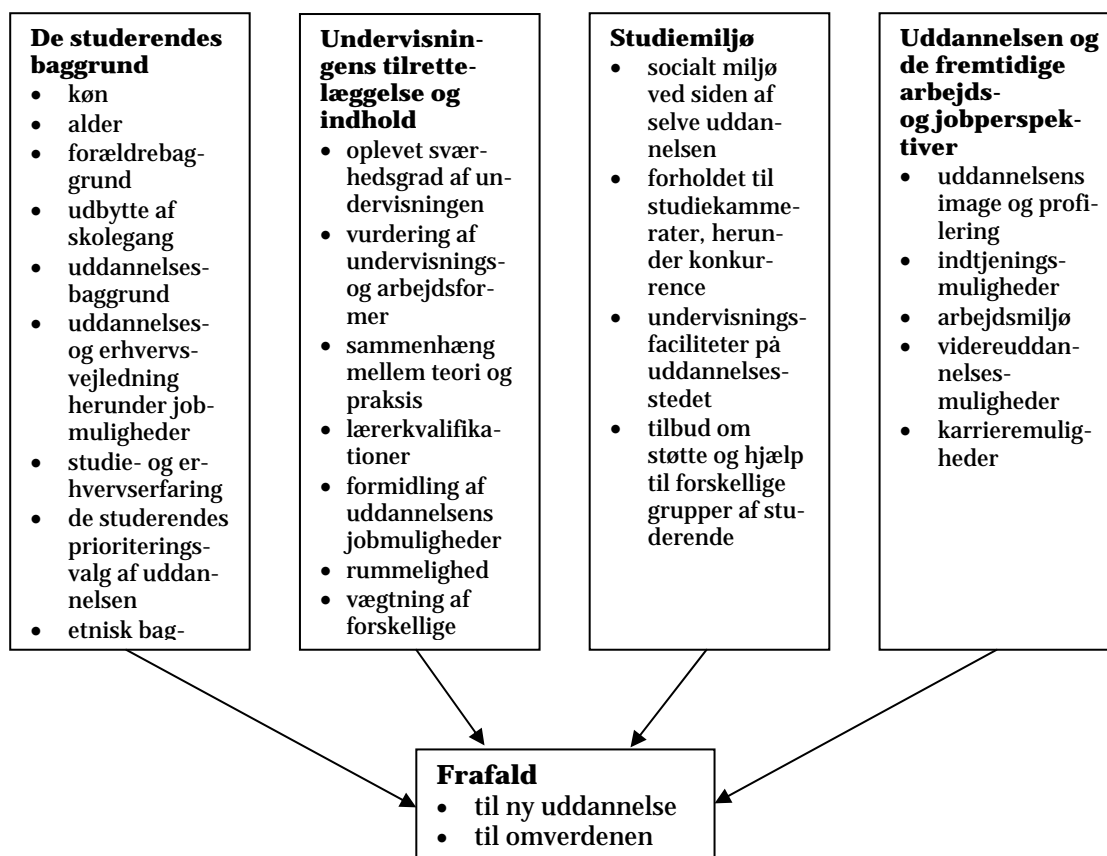 De studerendes
baggrund
• køn
• alder
• forældrebag-
grund
• udbytte af
skolegang
• uddannelses-
baggrund
• uddannelses-
og erhvervs-
vejledning
herunder job-
muligheder
• studie- og er-
hvervserfaring
• de studerendes
prioriterings-
valg af uddan-
nelsen
• etnisk bag-
Undervisnin-
gens tilrette-
læggelse og
indhold
• oplevet svær-
hedsgrad af un-
dervisningen
• vurdering af
undervisnings-
og arbejdsfor-
mer
• sammenhæng
mellem teori og
praksis
• lærerkvalifika-
tioner
• formidling af
uddannelsens
jobmuligheder
• rummelighed
• vægtning af
forskellige
Studiemiljø
• socialt miljø
ved siden af
selve uddan-
nelsen
• forholdet til
studiekamme-
rater, herun-
der konkur-
rence
• undervisnings-
faciliteter på
uddannelses-
stedet
• tilbud om
støtte og hjælp
til forskellige
grupper af stu-
derende
Uddannelsen og
de fremtidige
arbejds-
og jobperspek-
tiver
• uddannelsens
image og profi-
lering
• indtjenings-
muligheder
• arbejdsmiljø
• videreuddan-
nelses-
muligheder
• karrieremulig-
heder
Frafald
• til ny uddannelse
• til omverdenen